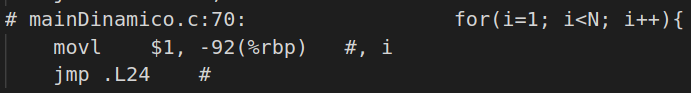 # mainDinamico.c:70:                 for(i=1; i<N; i++){
    movl    $1, -92(%rbp)   #, i
    jmp .L24    #